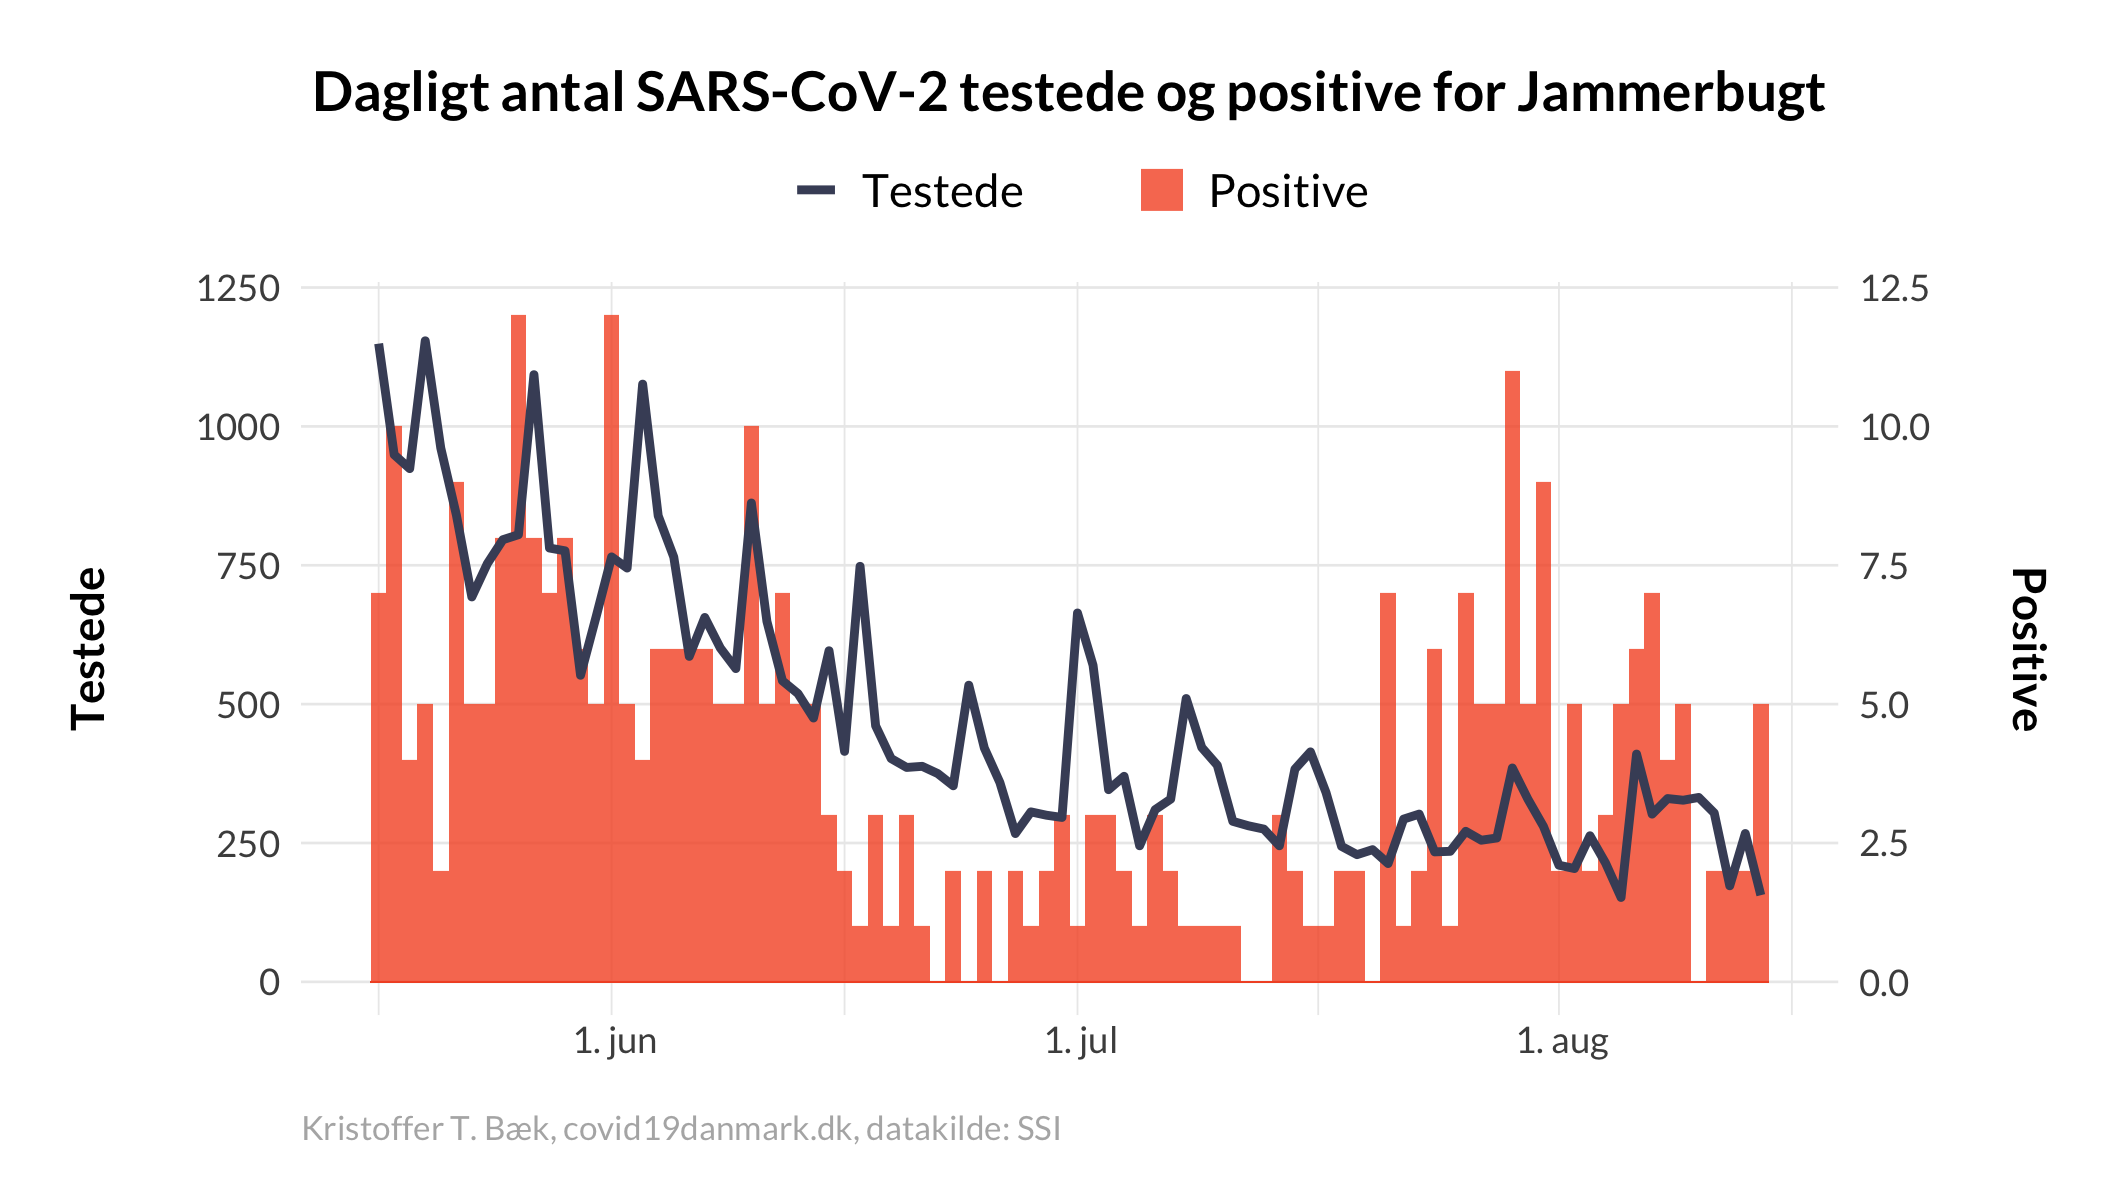 Dagligt antal SARS-CoV-2 testede og positive for Jammerbugt
Testede Positive
1250 12.5
1000 10.0
750 7.5
500 5.0
250 2.5
0 0.0
Testede
Positive
1. jun 1. jul 1. aug
Kristoffer T. Bæk, covid19danmark.dk, datakilde: SSI